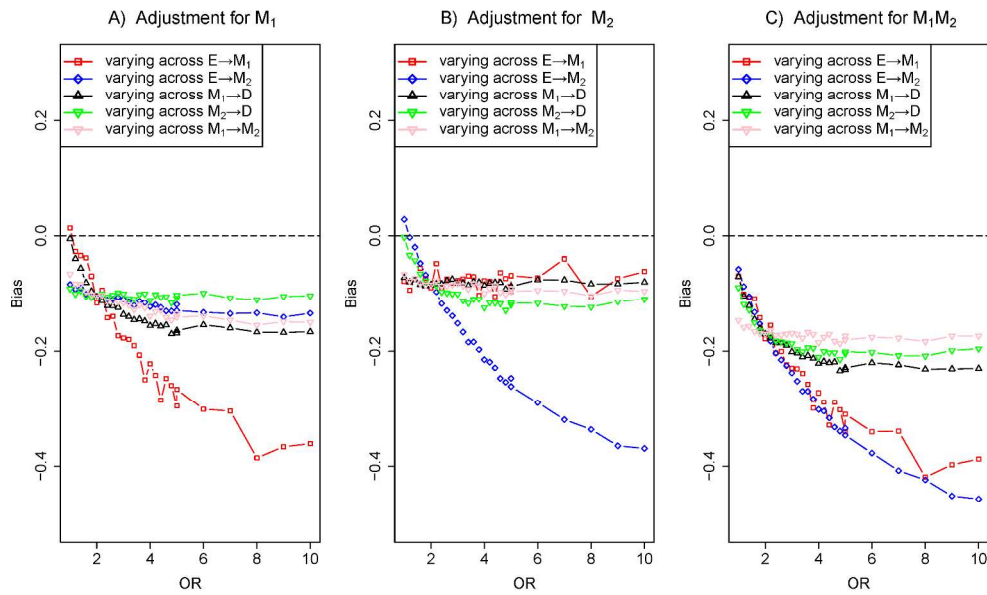 A) Adjustment for M₁
varying across E→M₁
varying across E→M₂
varying across M₁→D
varying across M₂→D
varying across M₁→M₂
Bias
0.2
0.0
−0.2
−0.4
2 4 6 8 10
OR
B) Adjustment for M₂
varying across E→M₁
varying across E→M₂
varying across M₁→D
varying across M₂→D
varying across M₁→M₂
Bias
0.2
0.0
−0.2
−0.4
2 4 6 8 10
OR
C) Adjustment for M₁M₂
varying across E→M₁
varying across E→M₂
varying across M₁→D
varying across M₂→D
varying across M₁→M₂
Bias
0.2
0.0
−0.2
−0.4
2 4 6 8 10
OR